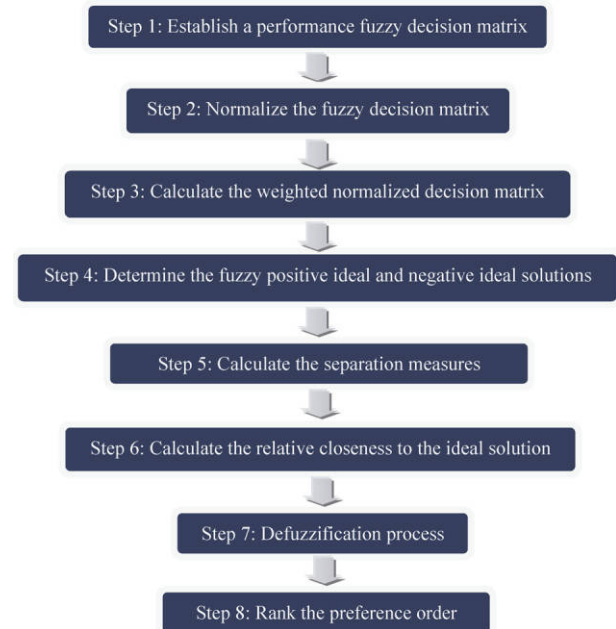 Step 1: Establish a performance fuzzy decision matrix
Step 2: Normalize the fuzzy decision matrix
Step 3: Calculate the weighted normalized decision matrix
Step 4: Determine the fuzzy positive ideal and negative ideal solutions
Step 5: Calculate the separation measures
Step 6: Calculate the relative closeness to the ideal solution
Step 7: Defuzzification process
Step 8: Rank the preference order